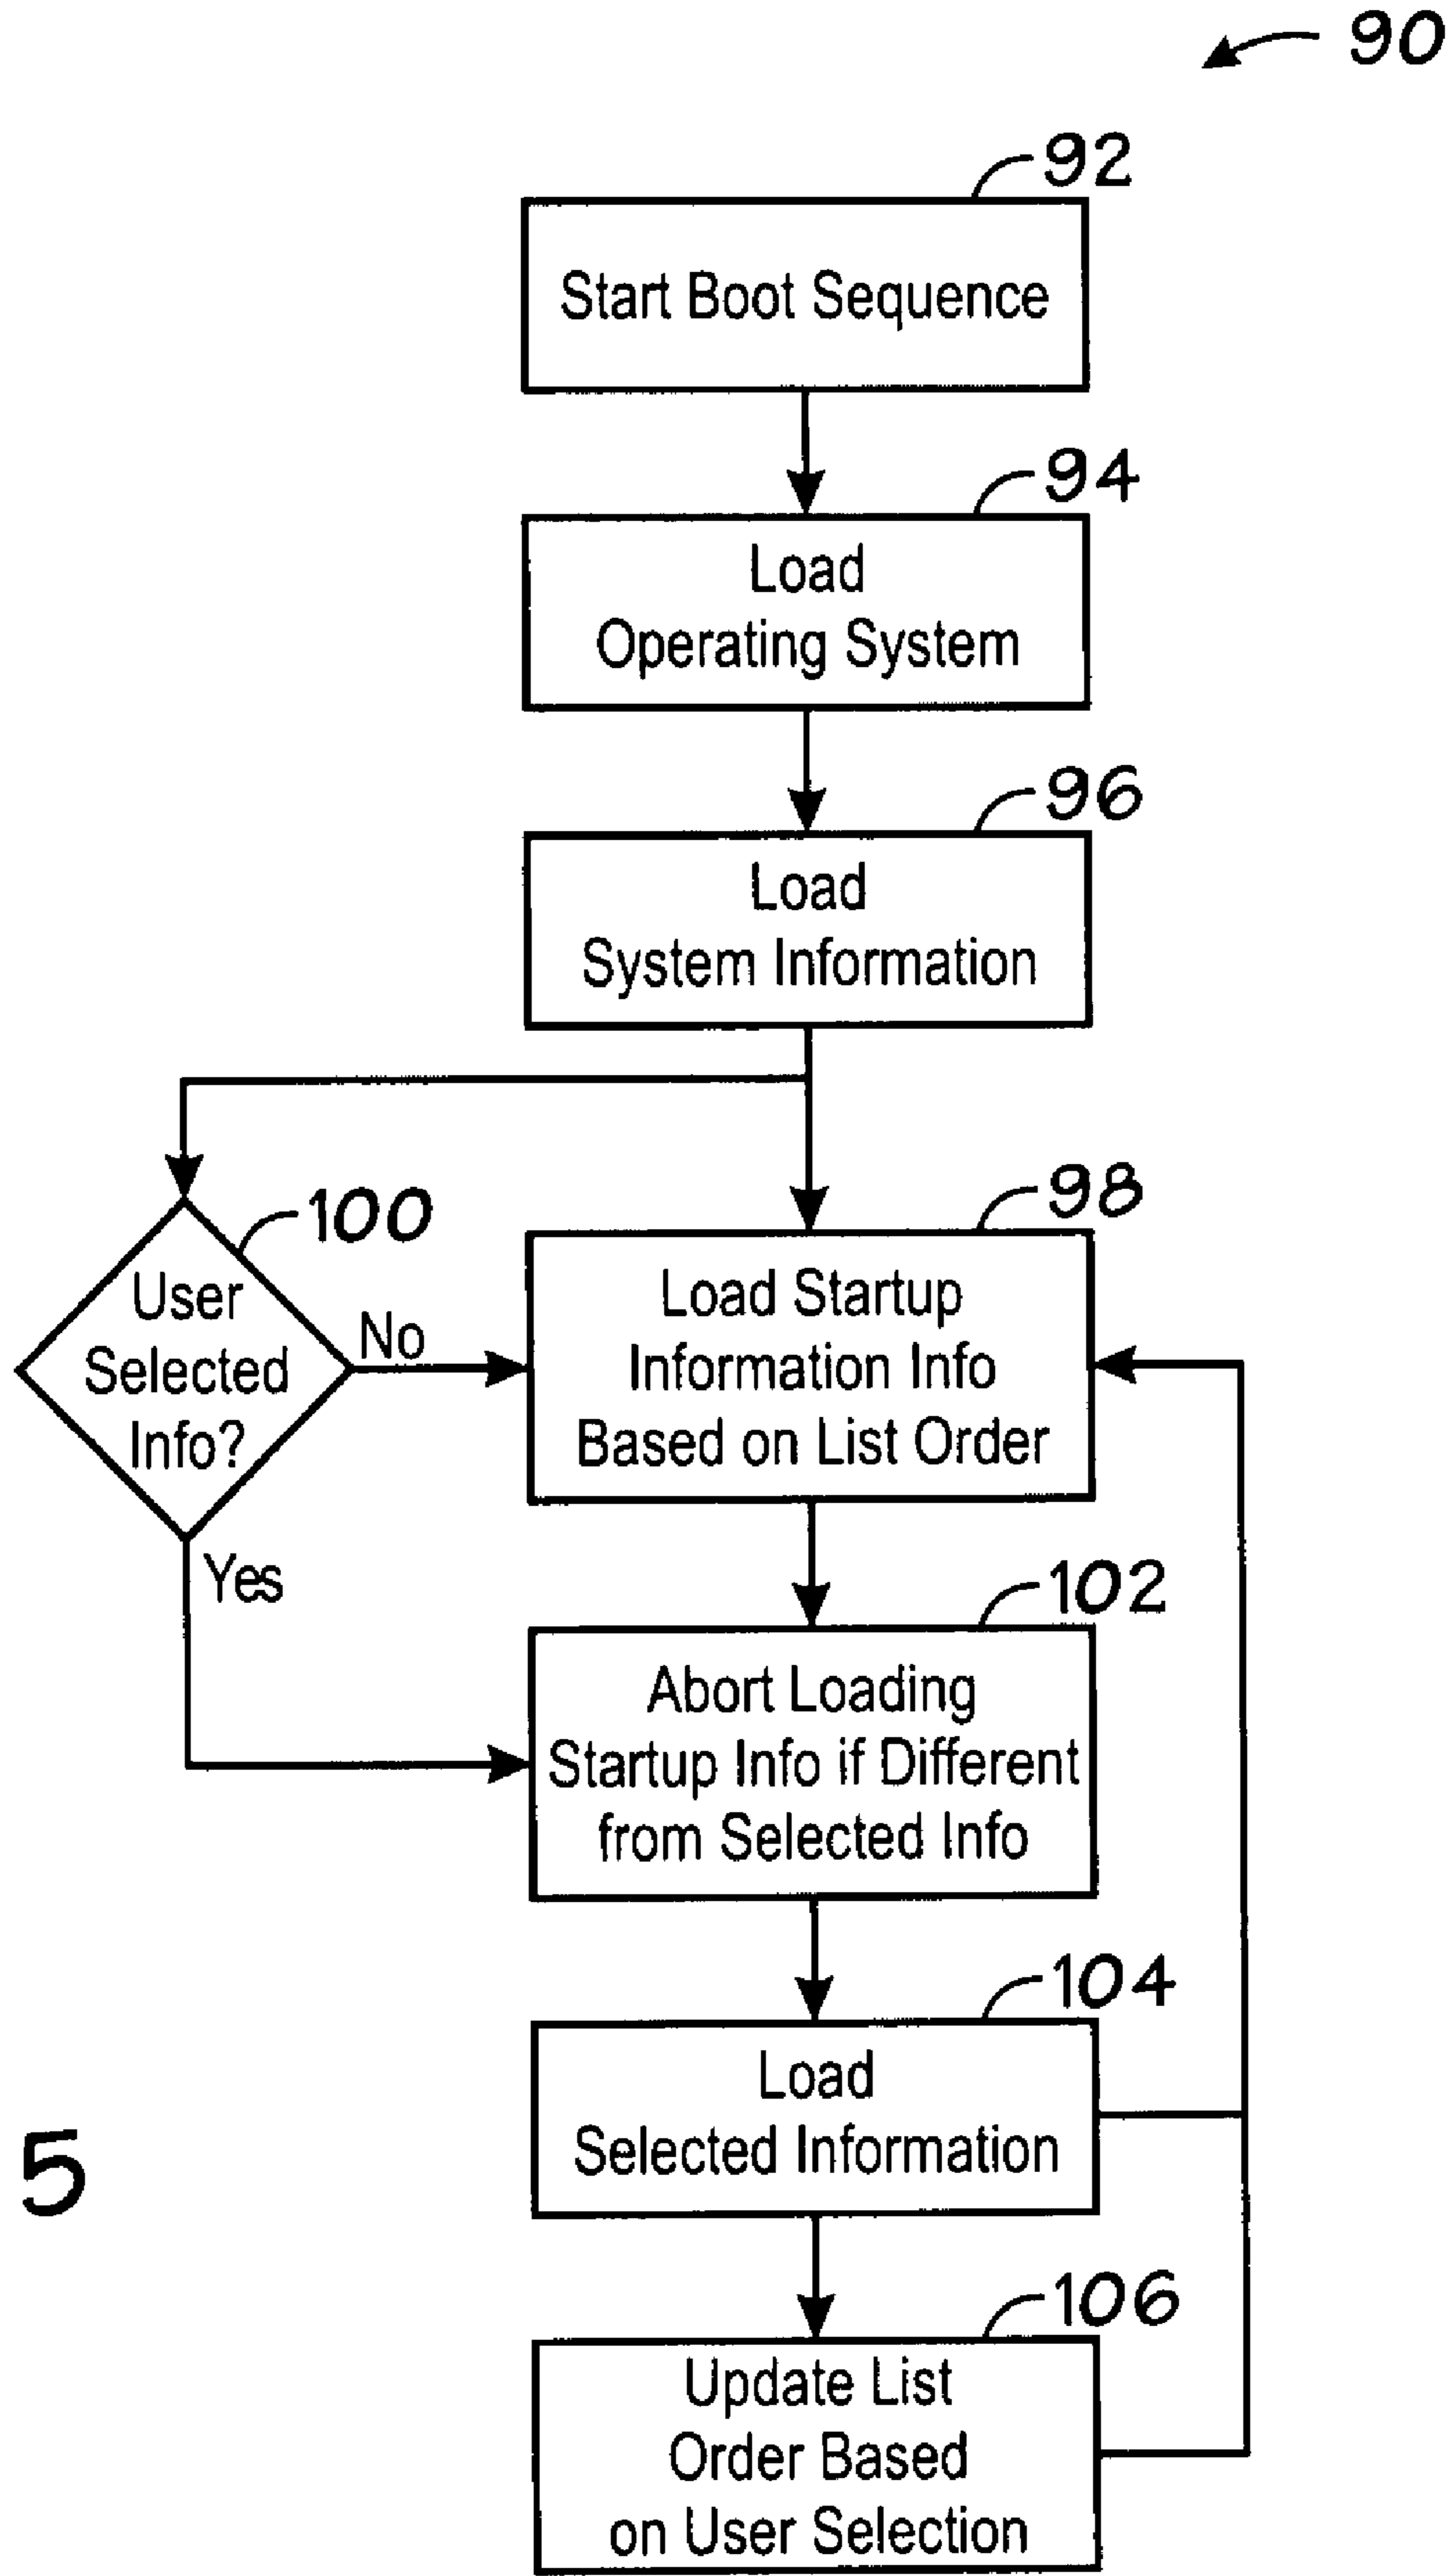 90
92
Start Boot Sequence
94
Load
Operating System
96
Load
System Information
100
User
Selected
Info?
No
Yes
98
Load Startup
Information Info
Based on List Order
102
Abort Loading
Startup Info if Different
from Selected Info
104
Load
Selected Information
5
106
Update List
Order Based
on User Selection